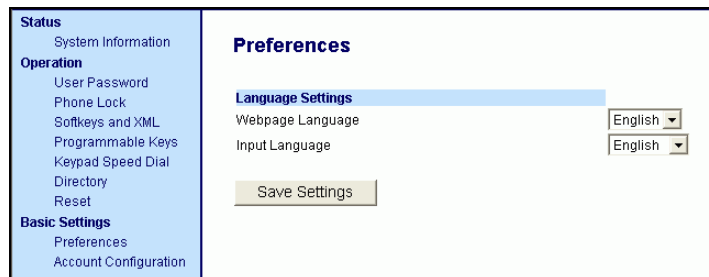 Status
System Information
Operation
User Password
Phone Lock
Softkeys and XML
Programmable Keys
Keypad Speed Dial
Directory
Reset
Basic Settings
Preferences
Account Configuration
Preferences
Language Settings
Webpage Language English
Input Language English
Save Settings